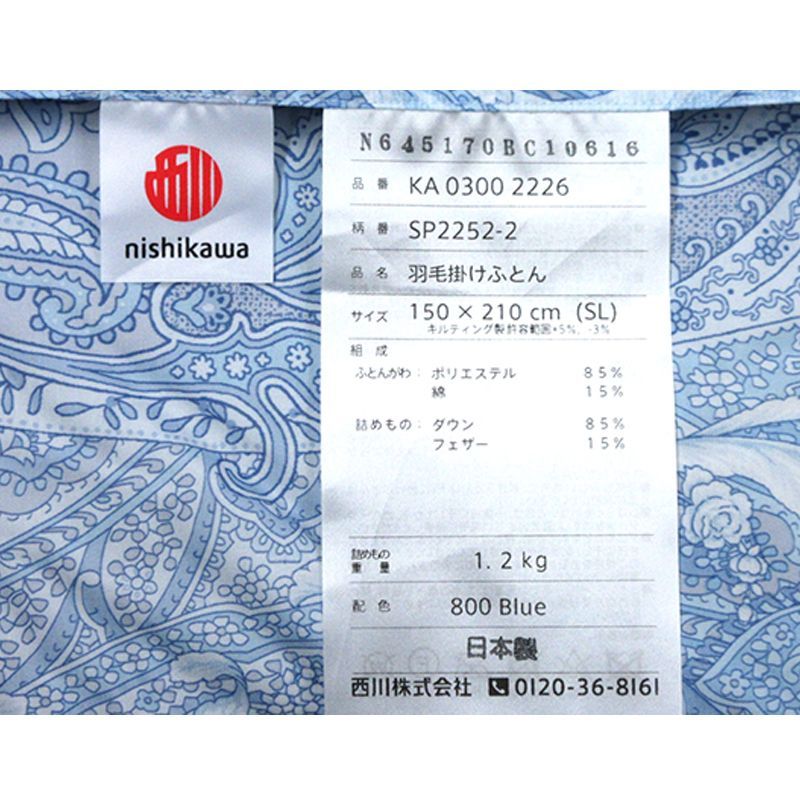 西川
nishikawa
N645170BC10616
品番 KA 0300 2226
柄番 SP2252-2
品名 羽毛掛けふとん
サイズ 150 × 210 cm (SL)
キルティング製許容範囲+5%, -3%
組成
ふとんがわ: ポリエステル 85%
綿 15%
詰めもの: ダウン 85%
フェザー 15%
詰めもの重量 1.2kg
配色 800 Blue
日本製
西川株式会社 0120-36-8161